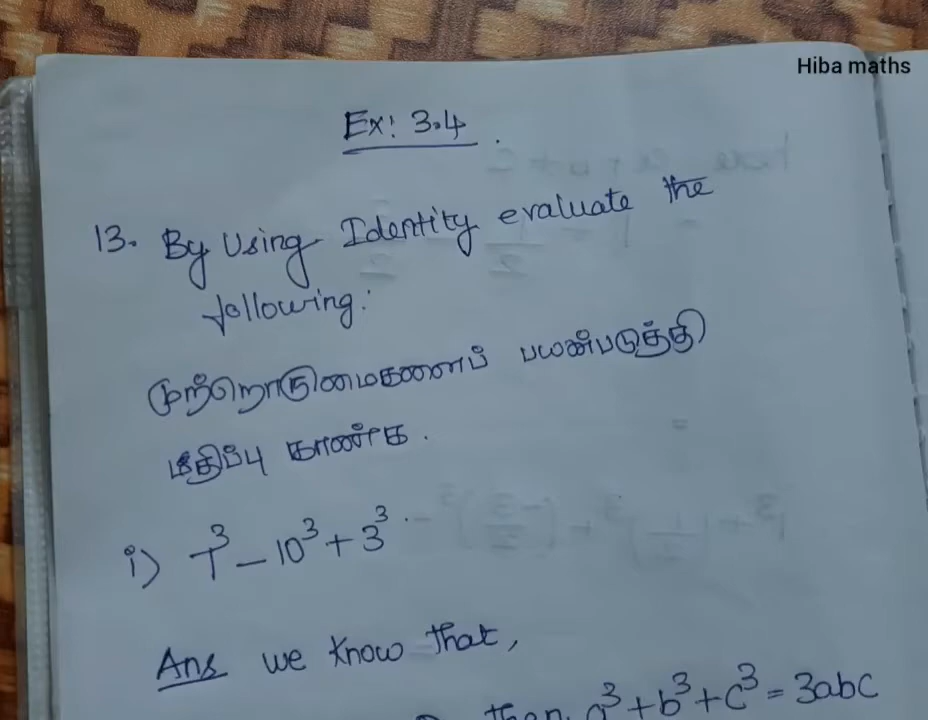 Hiba maths
Ex: 3.4
13. By Using Identity evaluate the
following:
முற்றொருமைகளைப் பயன்படுத்தி
மதிப்பு காண்க.
i) 7³ - 10³ + 3³
Ans we know that,
then, a³ + b³ + c³ = 3abc